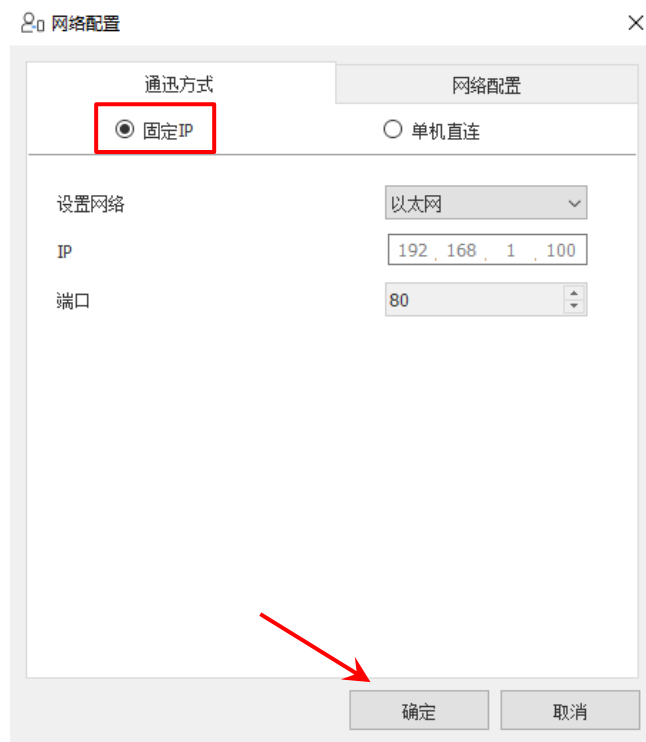 网络配置
通讯方式 网络配置
固定IP 单机直连
设置网络 以太网
IP 192 . 168 . 1 . 100
端口 80
确定 取消